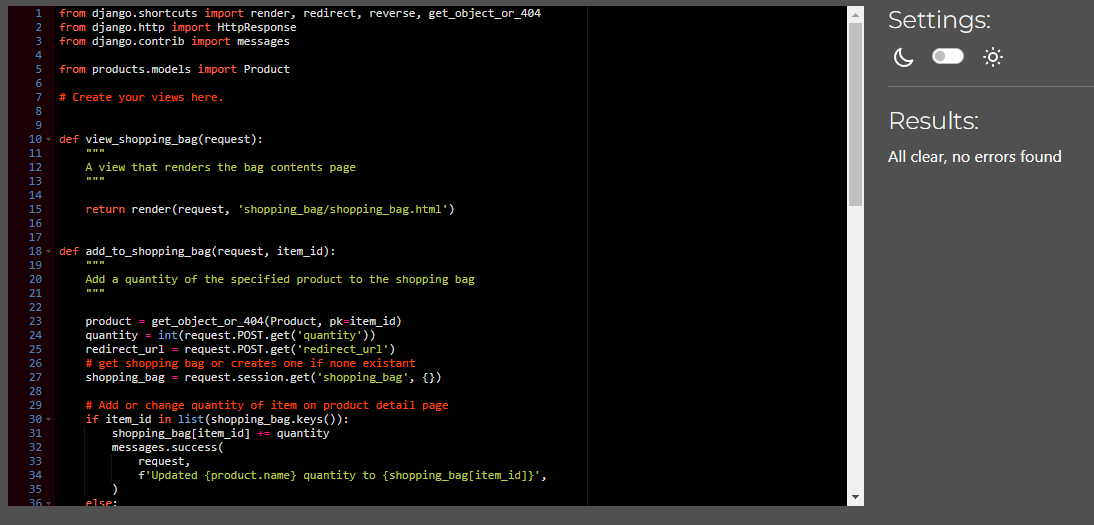 1 from django.shortcuts import render, redirect, reverse, get_object_or_404
2 from django.http import HttpResponse
3 from django.contrib import messages
4
5 from products.models import Product
6
7 # Create your views here.
8
9
10 def view_shopping_bag(request):
11     """
12     A view that renders the bag contents page
13     """
14
15     return render(request, 'shopping_bag/shopping_bag.html')
16
17
18 def add_to_shopping_bag(request, item_id):
19     """
20     Add a quantity of the specified product to the shopping bag
21     """
22
23     product = get_object_or_404(Product, pk=item_id)
24     quantity = int(request.POST.get('quantity'))
25     redirect_url = request.POST.get('redirect_url')
26     # get shopping bag or creates one if none existant
27     shopping_bag = request.session.get('shopping_bag', {})
28
29     # Add or change quantity of item on product detail page
30     if item_id in list(shopping_bag.keys()):
31         shopping_bag[item_id] += quantity
32         messages.success(
33             request,
34             f'Updated {product.name} quantity to {shopping_bag[item_id]}',
35         )
36     else:
Settings:
Results:
All clear, no errors found